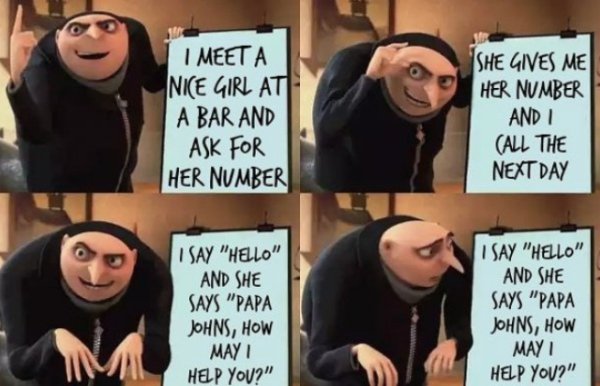 I MEET A
NICE GIRL AT
A BAR AND
ASK FOR
HER NUMBER
SHE GIVES ME
HER NUMBER
AND I
CALL THE
NEXT DAY
I SAY "HELLO"
AND SHE
SAYS "PAPA
JOHNS, HOW
MAY I
HELP YOU?"
I SAY "HELLO"
AND SHE
SAYS "PAPA
JOHNS, HOW
MAY I
HELP YOU?"